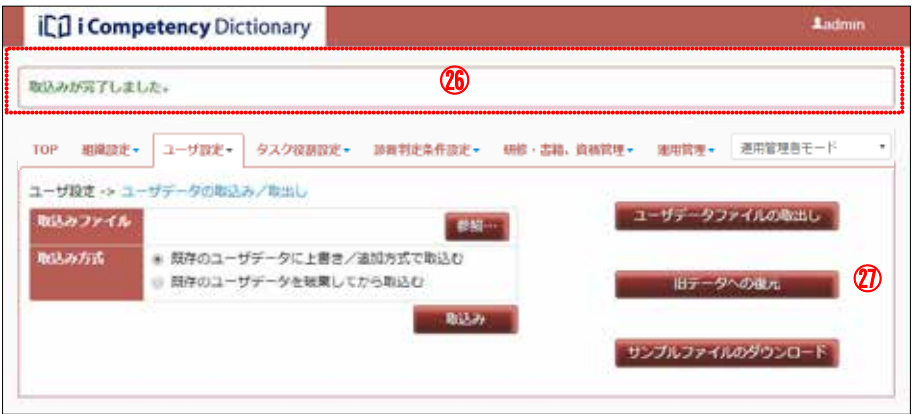 iCD i Competency Dictionary
admin
取込みが完了しました。
㉖
TOP 組織設定 ユーザ設定 タスク役割設定 診断判定条件設定 研修・書籍、資格管理 運用管理 運用管理者モード
ユーザ設定 -> ユーザデータの取込み/取出し
取込みファイル 参照…
ユーザデータファイルの取出し
取込み方式 既存のユーザデータに上書き/追加方式で取込む
既存のユーザデータを破棄してから取込む
旧データへの復元 ㉗
取込み
サンプルファイルのダウンロード